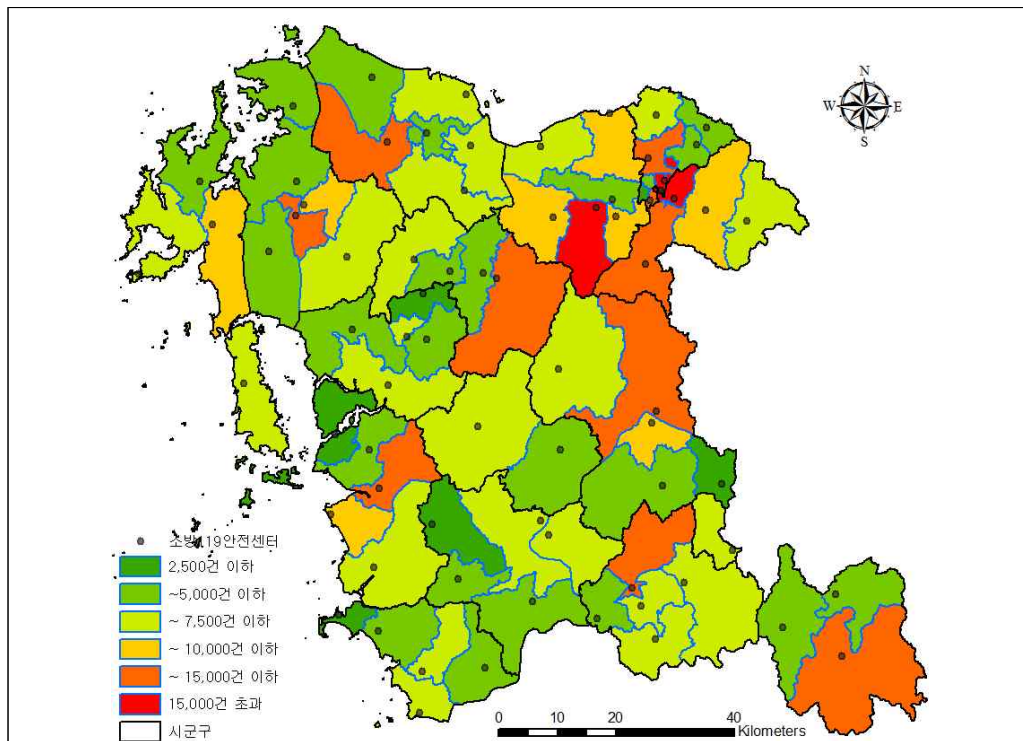 N
W E
S
소방119안전센터
2,500건 이하
~5,000건 이하
~ 7,500건 이하
~ 10,000건 이하
~ 15,000건 이하
15,000건 초과
시군구
0 5 10 20 40
Kilometers